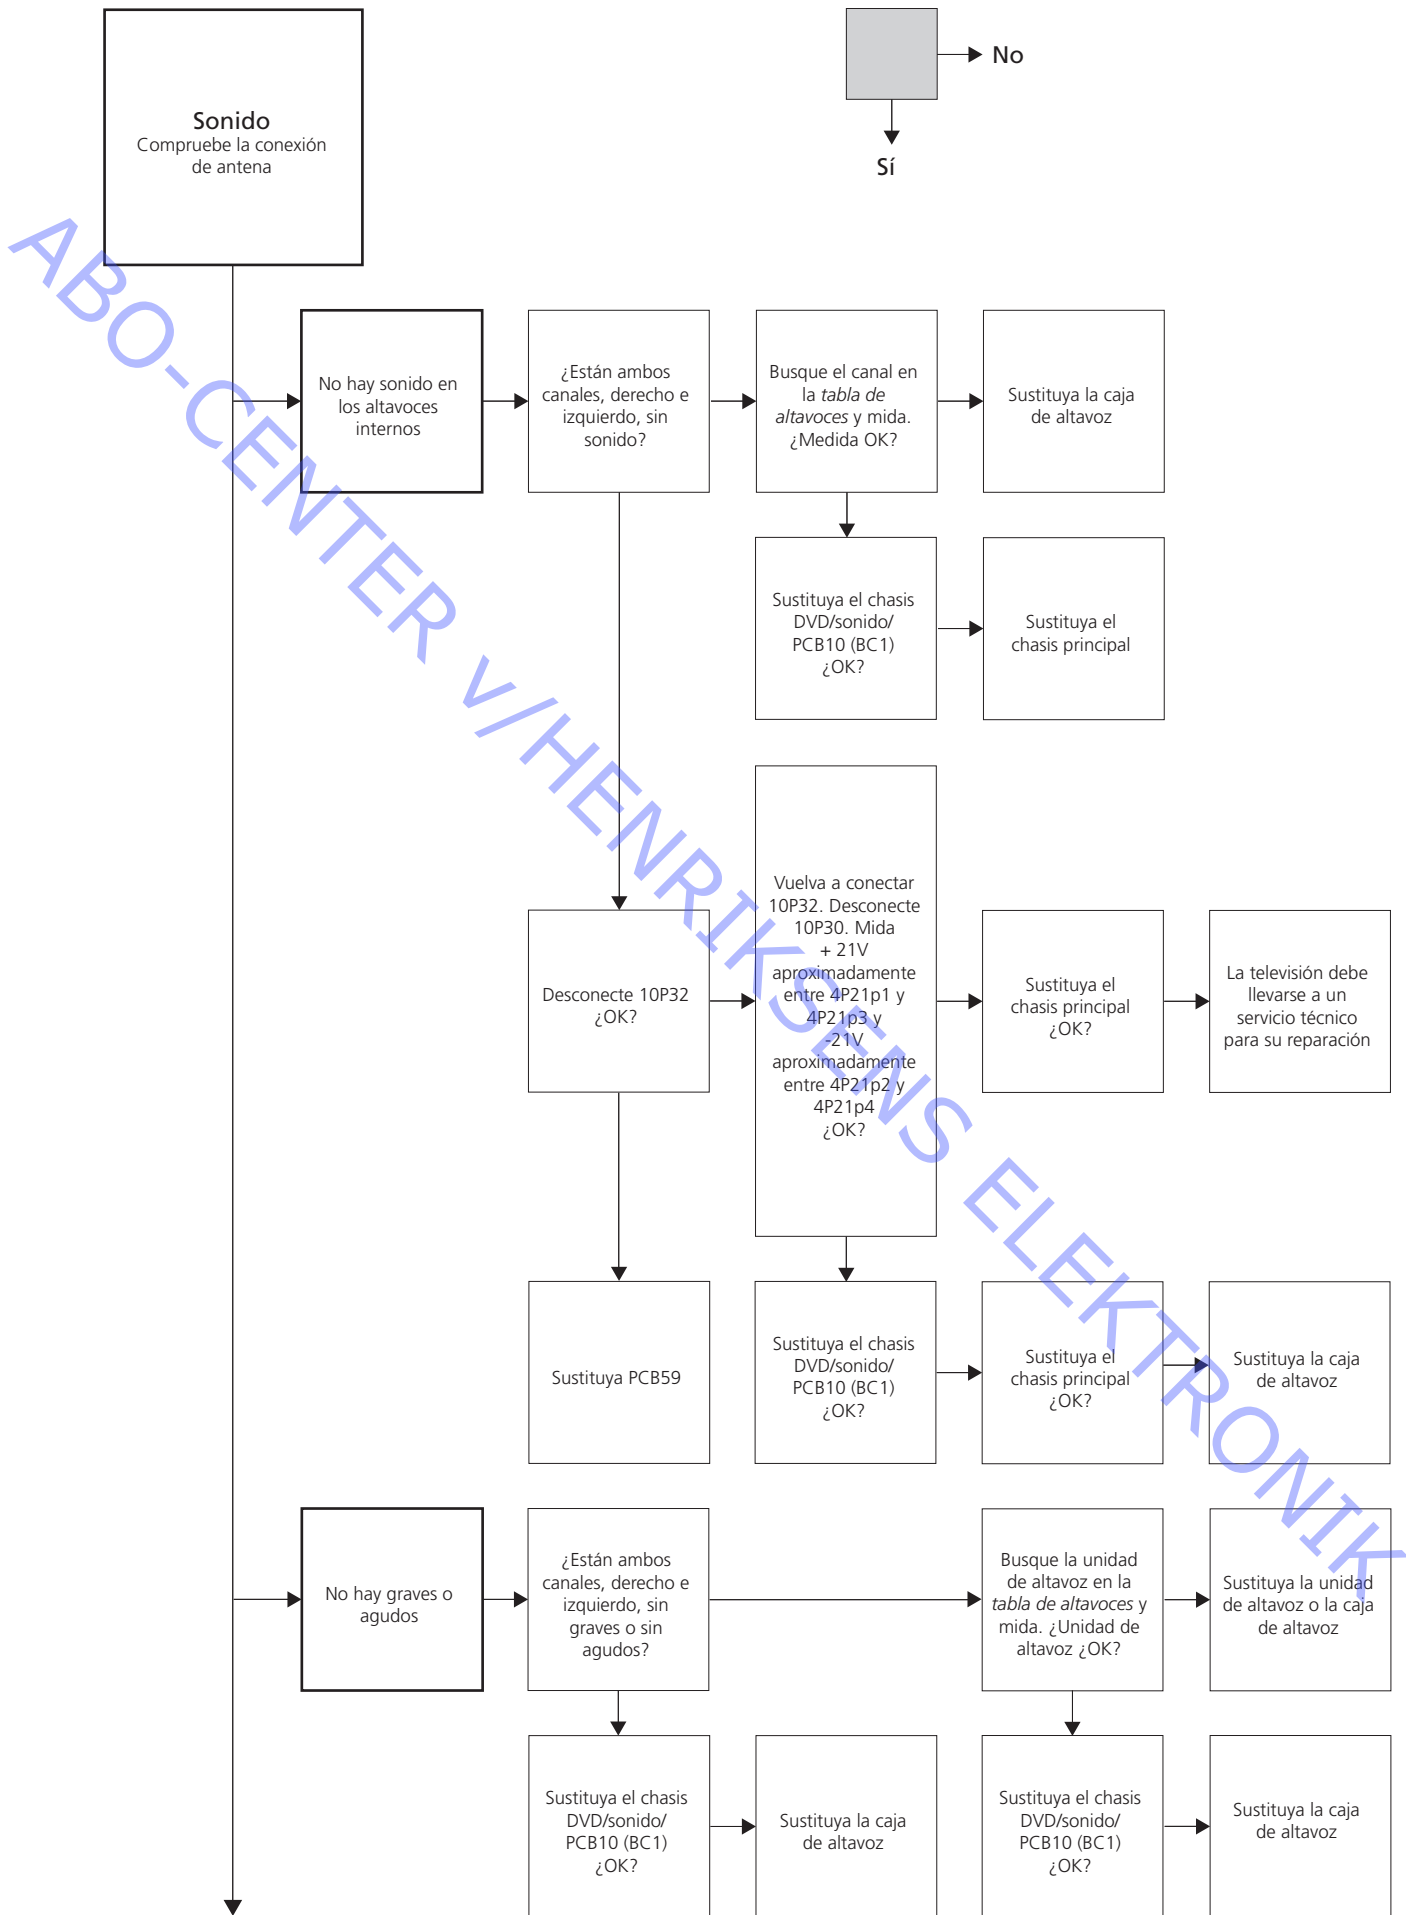 Sonido
Compruebe la conexión
de antena
No
Sí
No hay sonido en
los altavoces
internos
¿Están ambos
canales, derecho e
izquierdo, sin
sonido?
Busque el canal en
la tabla de
altavoces y mida.
¿Medida OK?
Sustituya la caja
de altavoz
Sustituya el chasis
DVD/sonido/
PCB10 (BC1)
¿OK?
Sustituya el
chasis principal
Desconecte 10P32
¿OK?
Vuelva a conectar
10P32. Desconecte
10P30. Mida
+ 21V
aproximadamente
entre 4P21p1 y
4P21p3 y
-21V
aproximadamente
entre 4P21p2 y
4P21p4
¿OK?
Sustituya el
chasis principal
¿OK?
La televisión debe
llevarse a un
servicio técnico
para su reparación
Sustituya PCB59
Sustituya el chasis
DVD/sonido/
PCB10 (BC1)
¿OK?
Sustituya el
chasis principal
¿OK?
Sustituya la caja
de altavoz
No hay graves o
agudos
¿Están ambos
canales, derecho e
izquierdo, sin
graves o sin
agudos?
Busque la unidad
de altavoz en la
tabla de altavoces y
mida. ¿Unidad de
altavoz ¿OK?
Sustituya la unidad
de altavoz o la caja
de altavoz
Sustituya el chasis
DVD/sonido/
PCB10 (BC1)
¿OK?
Sustituya la caja
de altavoz
Sustituya el chasis
DVD/sonido/
PCB10 (BC1)
¿OK?
Sustituya la caja
de altavoz
ABO-CENTER v/HENRIKSENS ELEKTRONIK